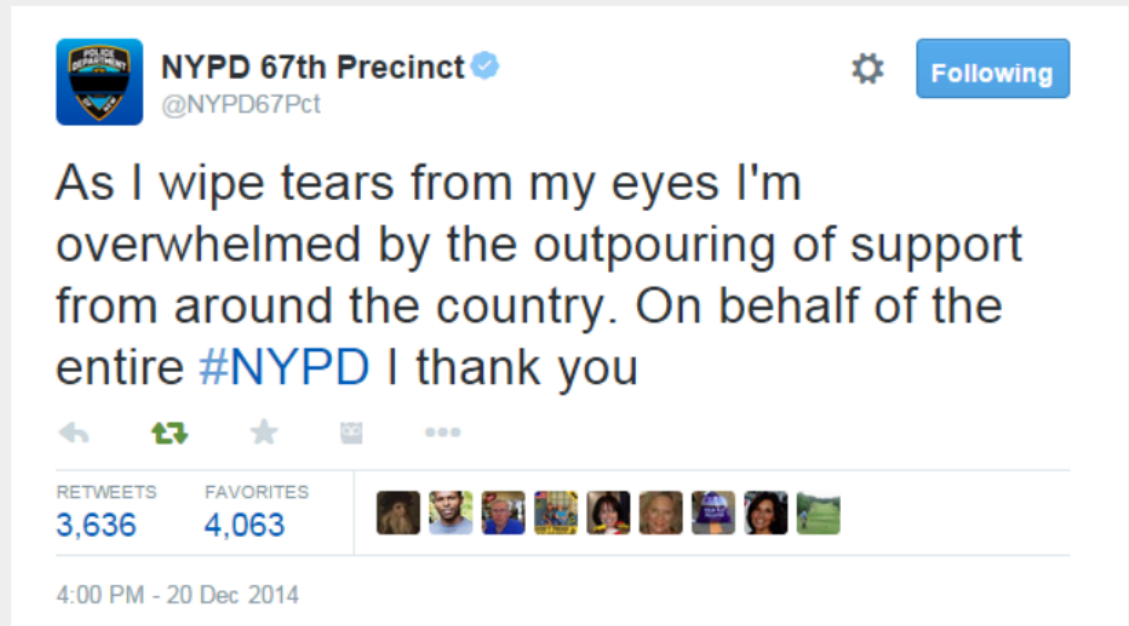 POLICE
DEPARTMENT
NYPD 67th Precinct
@NYPD67Pct
Following
As I wipe tears from my eyes I'm
overwhelmed by the outpouring of support
from around the country. On behalf of the
entire #NYPD I thank you
RETWEETS FAVORITES
3,636 4,063
4:00 PM - 20 Dec 2014